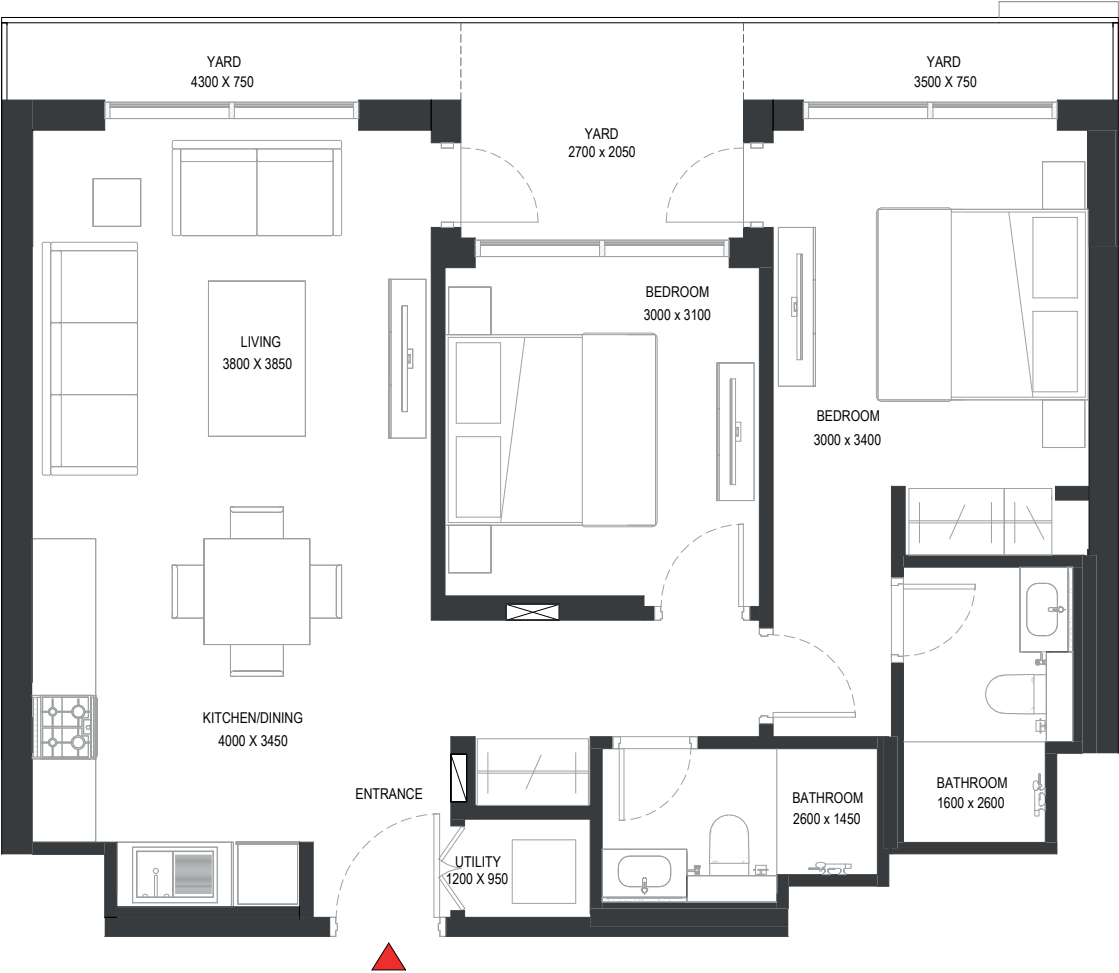 YARD
4300 X 750
YARD
3500 X 750
YARD
2700 x 2050
BEDROOM
3000 x 3100
LIVING
3800 X 3850
BEDROOM
3000 x 3400
KITCHEN/DINING
4000 X 3450
ENTRANCE
BATHROOM
1600 x 2600
BATHROOM
2600 x 1450
UTILITY
1200 X 950